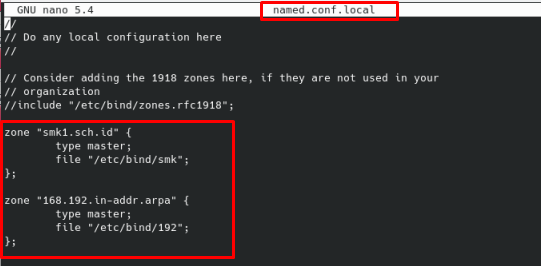 GNU nano 5.4 named.conf.local
//
// Do any local configuration here
//
// Consider adding the 1918 zones here, if they are not used in your
// organization
//include "/etc/bind/zones.rfc1918";
zone "smk1.sch.id" {
type master;
file "/etc/bind/smk";
};
zone "168.192.in-addr.arpa" {
type master;
file "/etc/bind/192";
};